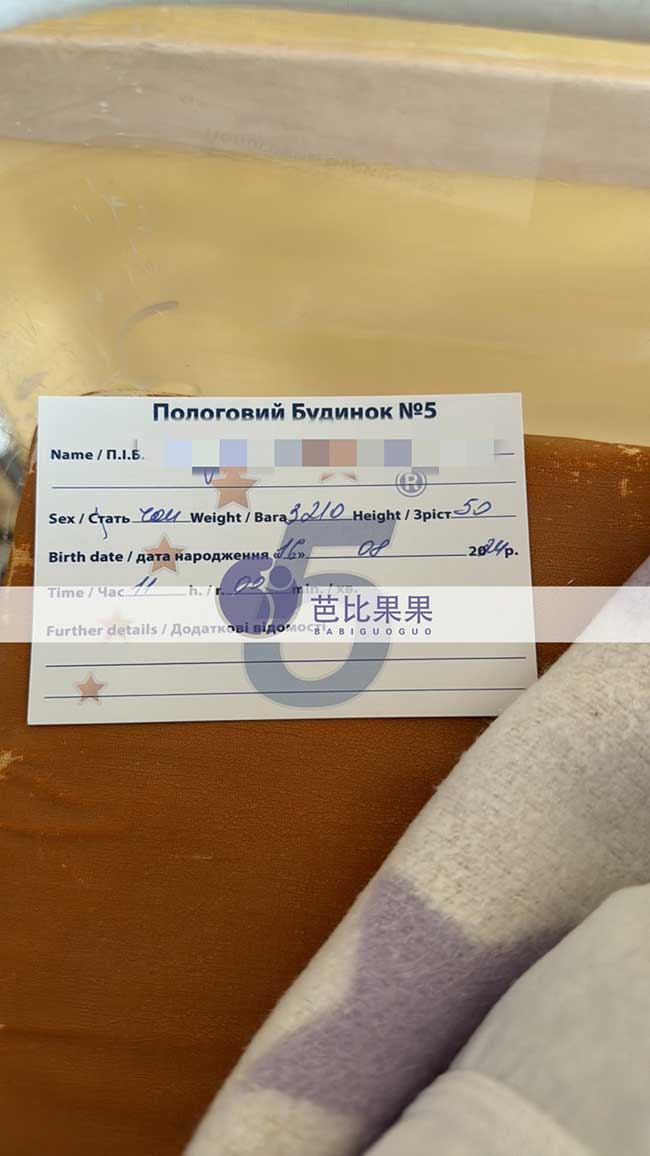 Пологовий Будинок №5
Name / П.І.Б.
Sex / Стать чол Weight / Вага 3210 Height / Зріст 50
Birth date / дата народження «16» 08 2024р.
Time / Час 11 h. / г. 00 min. / хв.
Further details / Додаткові відомості
5
®
芭比果果
BABIGUOGUO